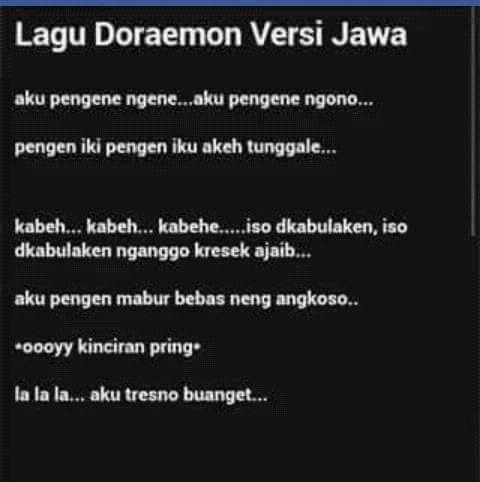 Lagu Doraemon Versi Jawa
aku pengene ngene...aku pengene ngono...
pengen iki pengen iku akeh tunggale...
kabeh... kabeh... kabehe.....iso dkabulaken, iso
dkabulaken nganggo kresek ajaib...
aku pengen mabur bebas neng angkoso..
*oooyy kinciran pring*
la la la... aku tresno buanget...